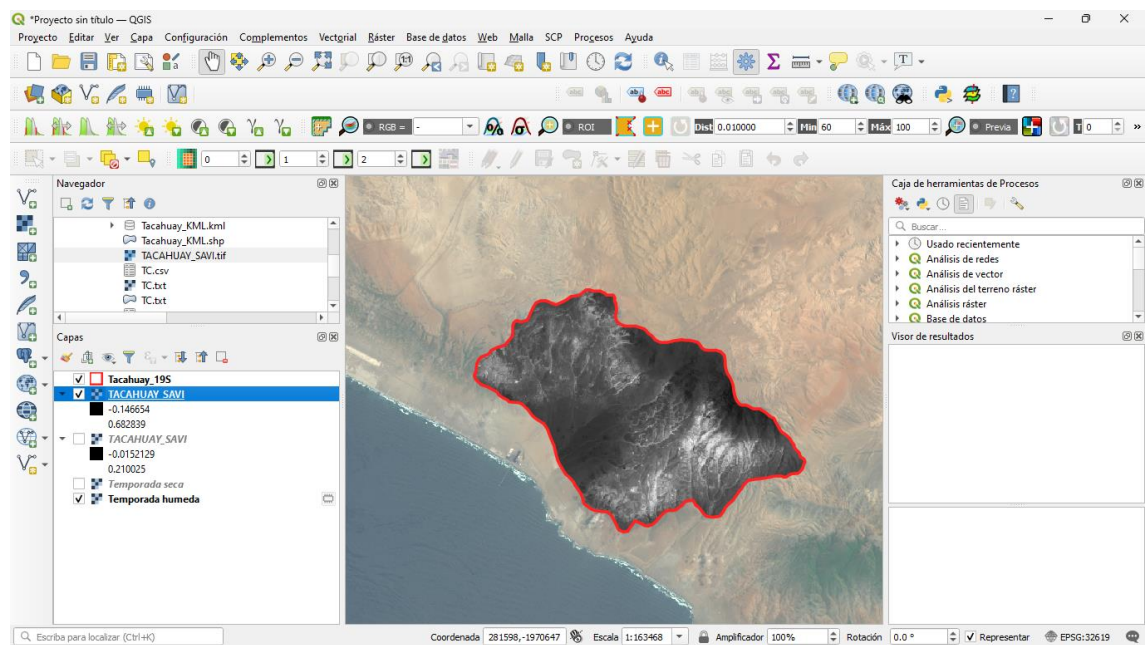 *Proyecto sin título — QGIS
Proyecto Editar Ver Capa Configuración Complementos Vectorial Ráster Base de datos Web Malla SCP Procesos Ayuda
RGB = -
ROI
Dist 0.010000
Min 60
Máx 100
Previa
T 0
»
0
1
2
Navegador
Tacahuay_KML.kml
Tacahuay_KML.shp
TACAHUAY_SAVI.tif
TC.csv
TC.txt
TC.txt
Capas
Tacahuay_19S
TACAHUAY_SAVI
-0.146654
0.682839
TACAHUAY_SAVI
-0.0152129
0.210025
Temporada seca
Temporada humeda
Caja de herramientas de Procesos
Buscar...
Usado recientemente
Análisis de redes
Análisis de vector
Análisis del terreno ráster
Análisis ráster
Base de datos
Visor de resultados
Escriba para localizar (Ctrl+K)
Coordenada 281598,-1970647
Escala 1:163468
Amplificador 100%
Rotación 0.0 °
Representar
EPSG:32619